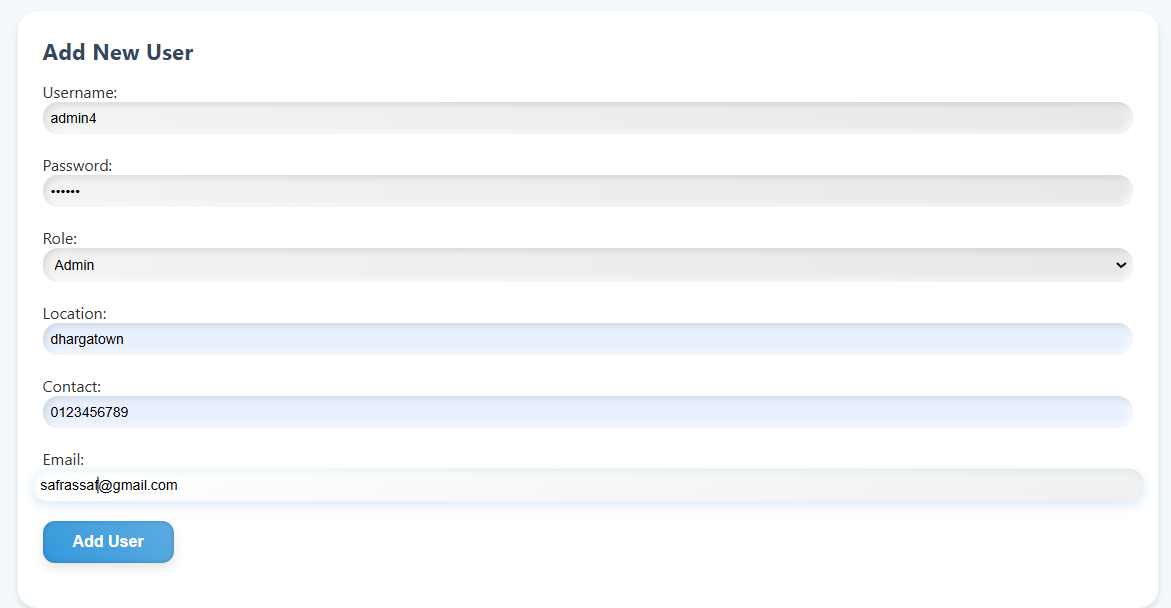 Add New User
Username:
admin4
Password:
••••••
Role:
Admin
Location:
dhargatown
Contact:
0123456789
Email:
safrassaf@gmail.com
Add User